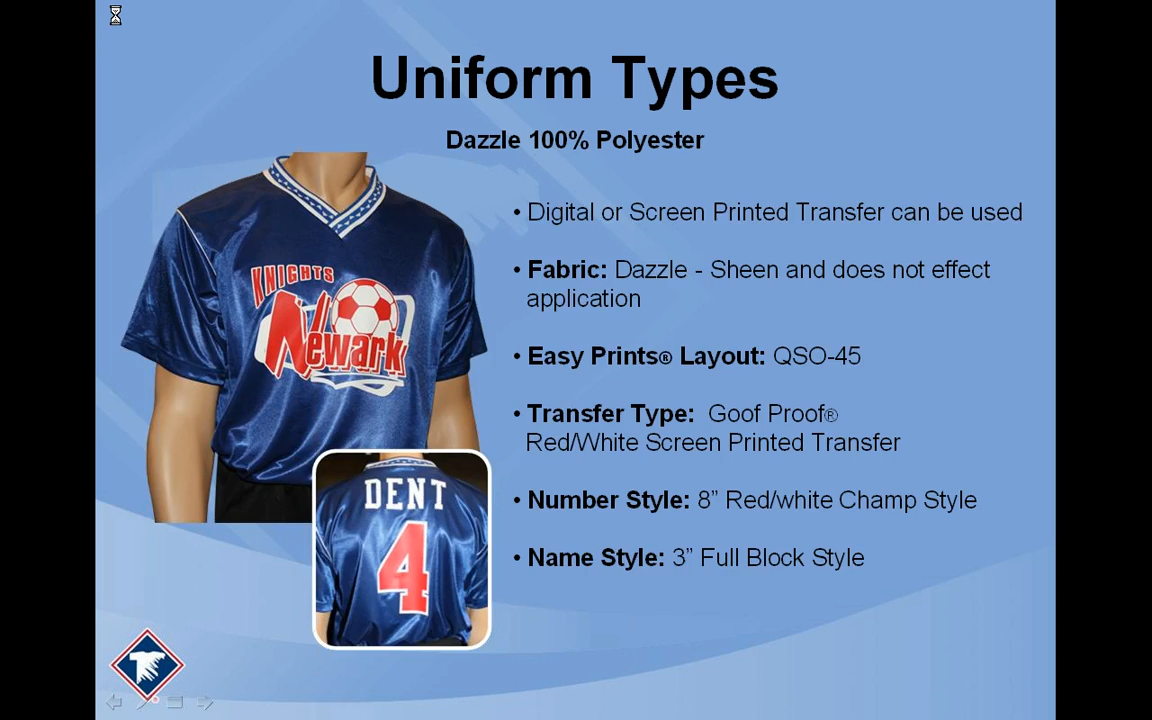 Uniform Types
Dazzle 100% Polyester
• Digital or Screen Printed Transfer can be used
• Fabric: Dazzle - Sheen and does not effect
application
• Easy Prints® Layout: QSO-45
• Transfer Type: Goof Proof®
Red/White Screen Printed Transfer
• Number Style: 8” Red/white Champ Style
• Name Style: 3” Full Block Style
KNIGHTS
Newark
DENT
4